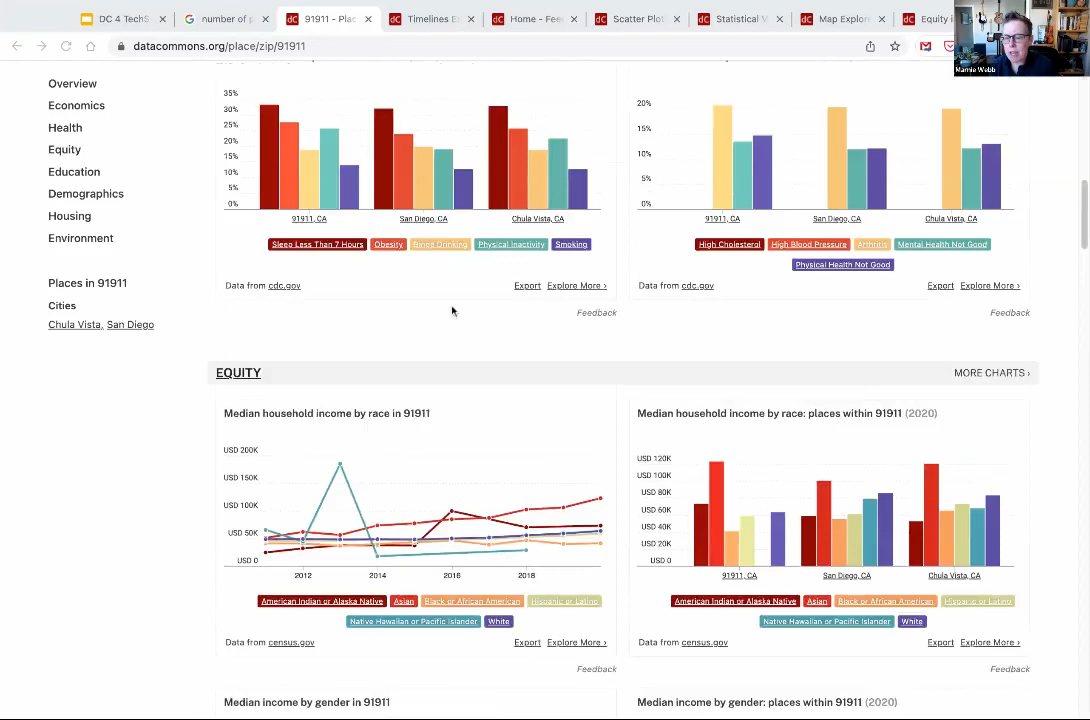 DC 4 TechS
number of p
91911 - Plac
Timelines E
Home - Fee
Scatter Plot
Statistical V
Map Explor
Equity i
datacommons.org/place/zip/91911
Marnie Webb
Overview
Economics
Health
Equity
Education
Demographics
Housing
Environment
Places in 91911
Cities
Chula Vista, San Diego
35%
30%
25%
20%
15%
10%
5%
0%
91911, CA
San Diego, CA
Chula Vista, CA
Sleep Less Than 7 Hours
Obesity
Binge Drinking
Physical Inactivity
Smoking
Data from cdc.gov
Export
Explore More ›
Feedback
20%
15%
10%
5%
0%
91911, CA
San Diego, CA
Chula Vista, CA
High Cholesterol
High Blood Pressure
Arthritis
Mental Health Not Good
Physical Health Not Good
Data from cdc.gov
Export
Explore More ›
Feedback
EQUITY
MORE CHARTS ›
Median household income by race in 91911
USD 200K
USD 150K
USD 100K
USD 50K
USD 0
2012
2014
2016
2018
American Indian or Alaska Native
Asian
Black or African American
Hispanic or Latino
Native Hawaiian or Pacific Islander
White
Data from census.gov
Export
Explore More ›
Feedback
Median household income by race: places within 91911 (2020)
USD 120K
USD 100K
USD 80K
USD 60K
USD 40K
USD 20K
USD 0
91911, CA
San Diego, CA
Chula Vista, CA
American Indian or Alaska Native
Asian
Black or African American
Hispanic or Latino
Native Hawaiian or Pacific Islander
White
Data from census.gov
Export
Explore More ›
Feedback
Median income by gender in 91911
Median income by gender: places within 91911 (2020)